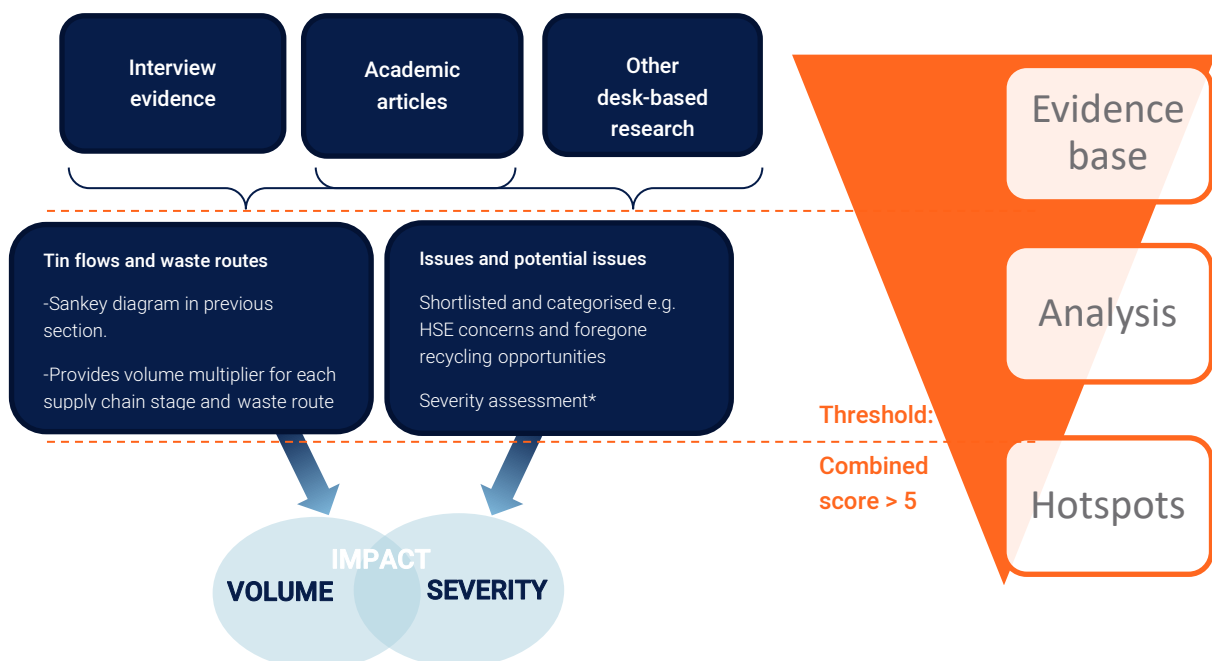 Interview
evidence
Academic
articles
Other
desk-based
research
Evidence
base
Tin flows and waste routes
-Sankey diagram in previous
section.
-Provides volume multiplier for each
supply chain stage and waste route
Issues and potential issues
Shortlisted and categorised e.g.
HSE concerns and foregone
recycling opportunities
Severity assessment*
Analysis
Threshold:
Combined
score > 5
Hotspots
IMPACT
VOLUME
SEVERITY